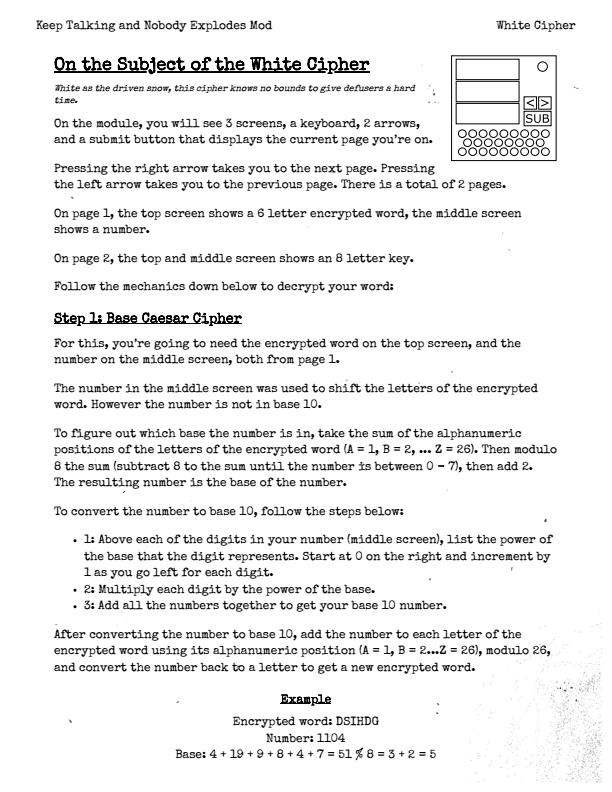 Keep Talking and Nobody Explodes Mod White Cipher
On the Subject of the White Cipher
White as the driven snow, this cipher knows no bounds to give defusers a hard
time.
On the module, you will see 3 screens, a keyboard, 2 arrows,
and a submit button that displays the current page you're on.
< >
SUB
Pressing the right arrow takes you to the next page. Pressing
the left arrow takes you to the previous page. There is a total of 2 pages.
On page 1, the top screen shows a 6 letter encrypted word, the middle screen
shows a number.
On page 2, the top and middle screen shows an 8 letter key.
Follow the mechanics down below to decrypt your word:
Step 1: Base Caesar Cipher
For this, you're going to need the encrypted word on the top screen, and the
number on the middle screen, both from page 1.
The number in the middle screen was used to shift the letters of the encrypted
word. However the number is not in base 10.
To figure out which base the number is in, take the sum of the alphanumeric
positions of the letters of the encrypted word (A = 1, B = 2, ... Z = 26). Then modulo
8 the sum (subtract 8 to the sum until the number is between 0 - 7), then add 2.
The resulting number is the base of the number.
To convert the number to base 10, follow the steps below:
• 1: Above each of the digits in your number (middle screen), list the power of
the base that the digit represents. Start at 0 on the right and increment by
1 as you go left for each digit.
• 2: Multiply each digit by the power of the base.
• 3: Add all the numbers together to get your base 10 number.
After converting the number to base 10, add the number to each letter of the
encrypted word using its alphanumeric position (A = 1, B = 2...Z = 26), modulo 26,
and convert the number back to a letter to get a new encrypted word.
Example
Encrypted word: DSIHDG
Number: 1104
Base: 4 + 19 + 9 + 8 + 4 + 7 = 51 % 8 = 3 + 2 = 5